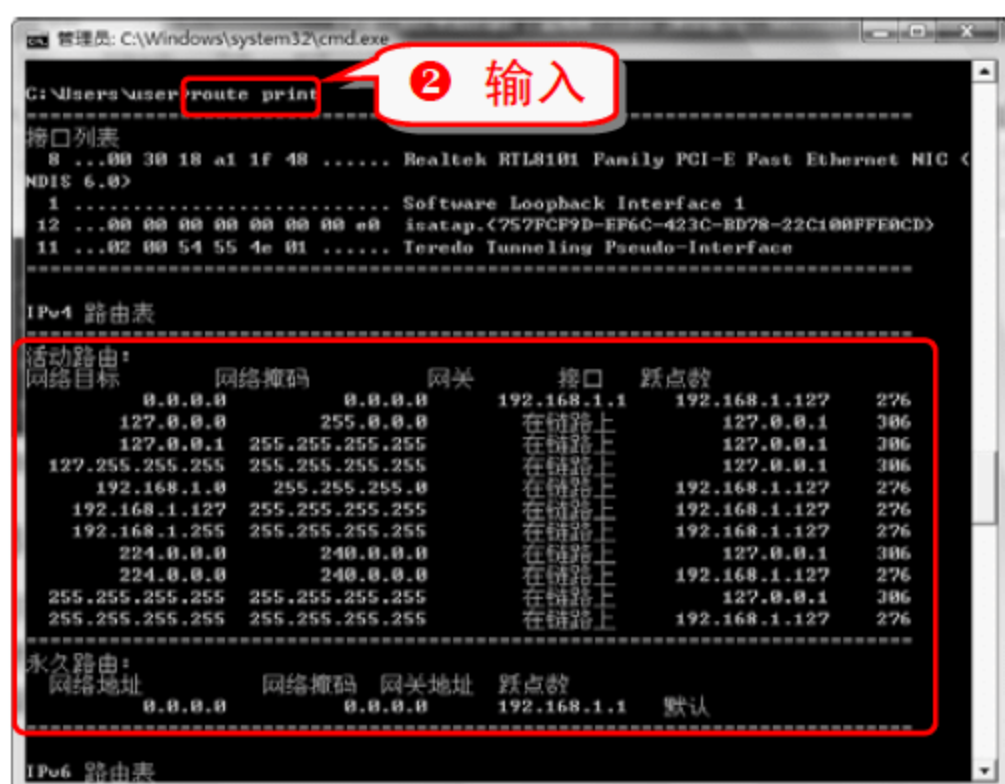 管理员: C:\Windows\system32\cmd.exe
❷ 输入
C:\Users\user>route print
接口列表
8 ...00 30 18 a1 1f 48 ...... Realtek RTL8101 Family PCI-E Fast Ethernet NIC (
NDIS 6.0)
1 ........................... Software Loopback Interface 1
12 ...00 00 00 00 00 00 00 e0 isatap.{757FCF9D-EF6C-423C-BD78-22C100FFE0CD}
11 ...02 00 54 55 4e 01 ...... Teredo Tunneling Pseudo-Interface
IPv4 路由表
活动路由:
网络目标 网络掩码 网关 接口 跃点数
0.0.0.0 0.0.0.0 192.168.1.1 192.168.1.127 276
127.0.0.0 255.0.0.0 在链路上 127.0.0.1 306
127.0.0.1 255.255.255.255 在链路上 127.0.0.1 306
127.255.255.255 255.255.255.255 在链路上 127.0.0.1 306
192.168.1.0 255.255.255.0 在链路上 192.168.1.127 276
192.168.1.127 255.255.255.255 在链路上 192.168.1.127 276
192.168.1.255 255.255.255.255 在链路上 192.168.1.127 276
224.0.0.0 240.0.0.0 在链路上 127.0.0.1 306
224.0.0.0 240.0.0.0 在链路上 192.168.1.127 276
255.255.255.255 255.255.255.255 在链路上 127.0.0.1 306
255.255.255.255 255.255.255.255 在链路上 192.168.1.127 276
永久路由:
网络地址 网络掩码 网关地址 跃点数
0.0.0.0 0.0.0.0 192.168.1.1 默认
IPv6 路由表